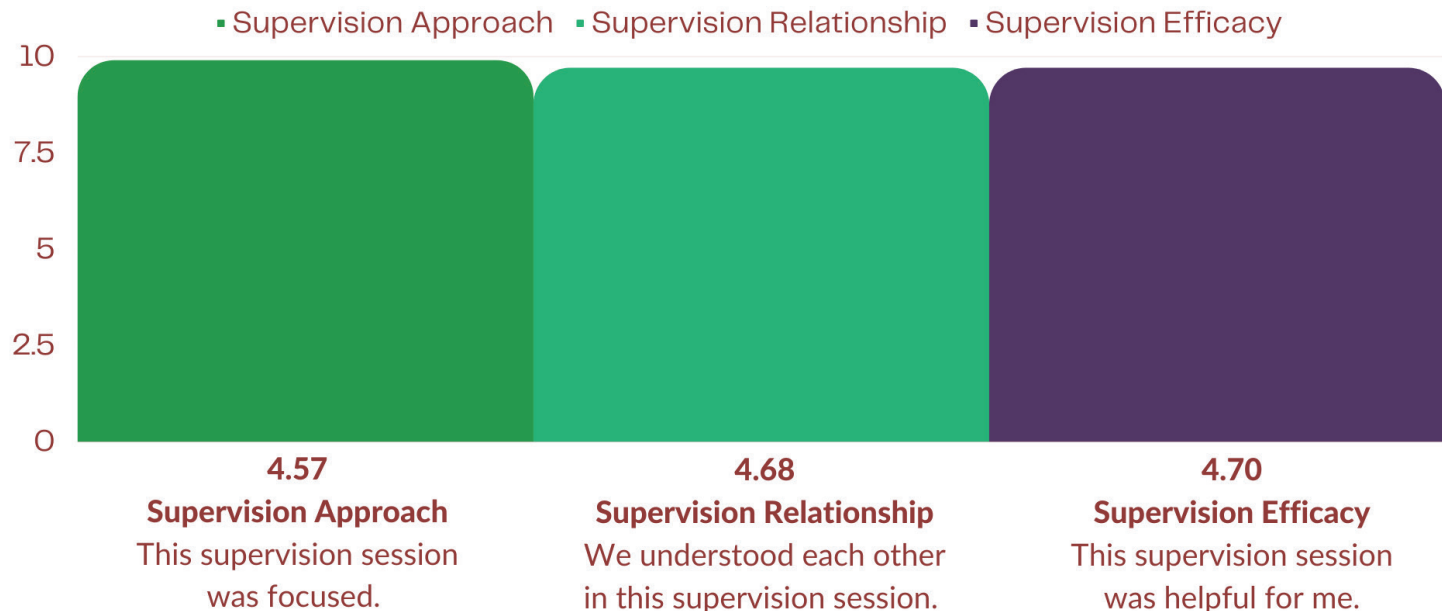 Supervision Approach Supervision Relationship Supervision Efficacy
10
7.5
5
2.5
0
4.57
Supervision Approach
This supervision session
was focused.
4.68
Supervision Relationship
We understood each other
in this supervision session.
4.70
Supervision Efficacy
This supervision session
was helpful for me.